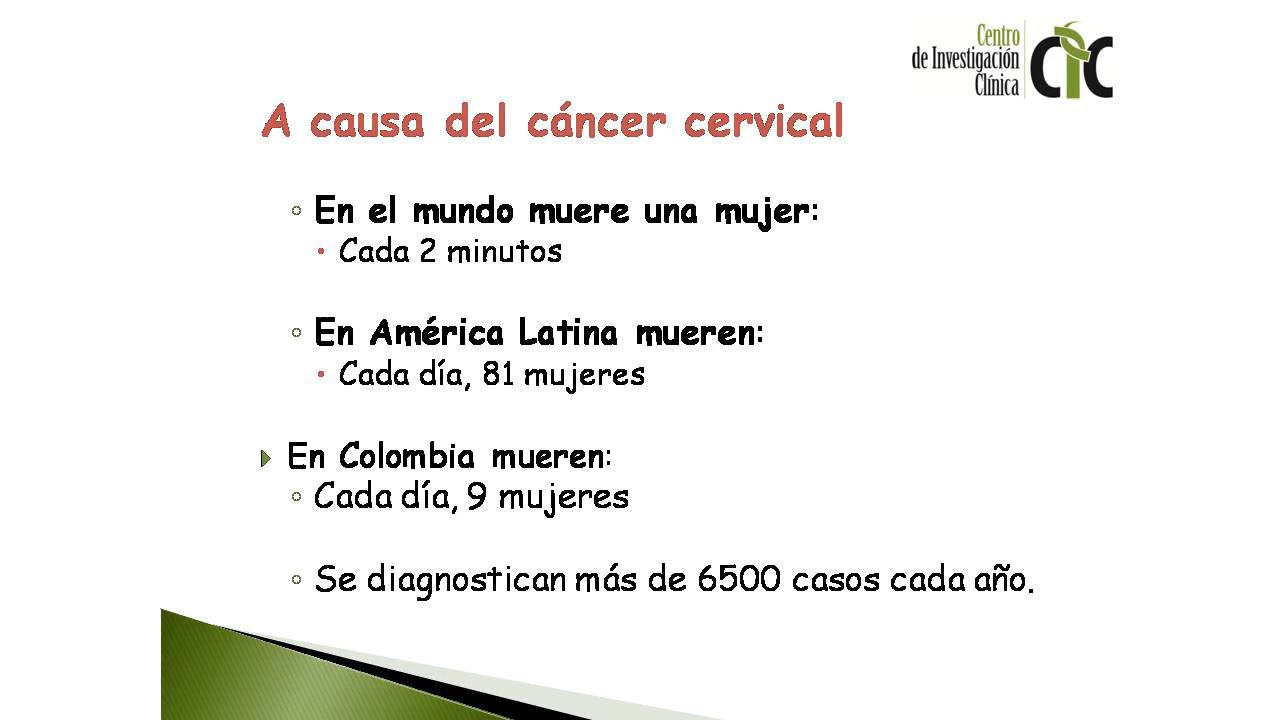 Centro
de Investigación
Clínica
CIC
A causa del cáncer cervical
En el mundo muere una mujer:
Cada 2 minutos
En América Latina mueren:
Cada día, 81 mujeres
En Colombia mueren:
Cada día, 9 mujeres
Se diagnostican más de 6500 casos cada año.